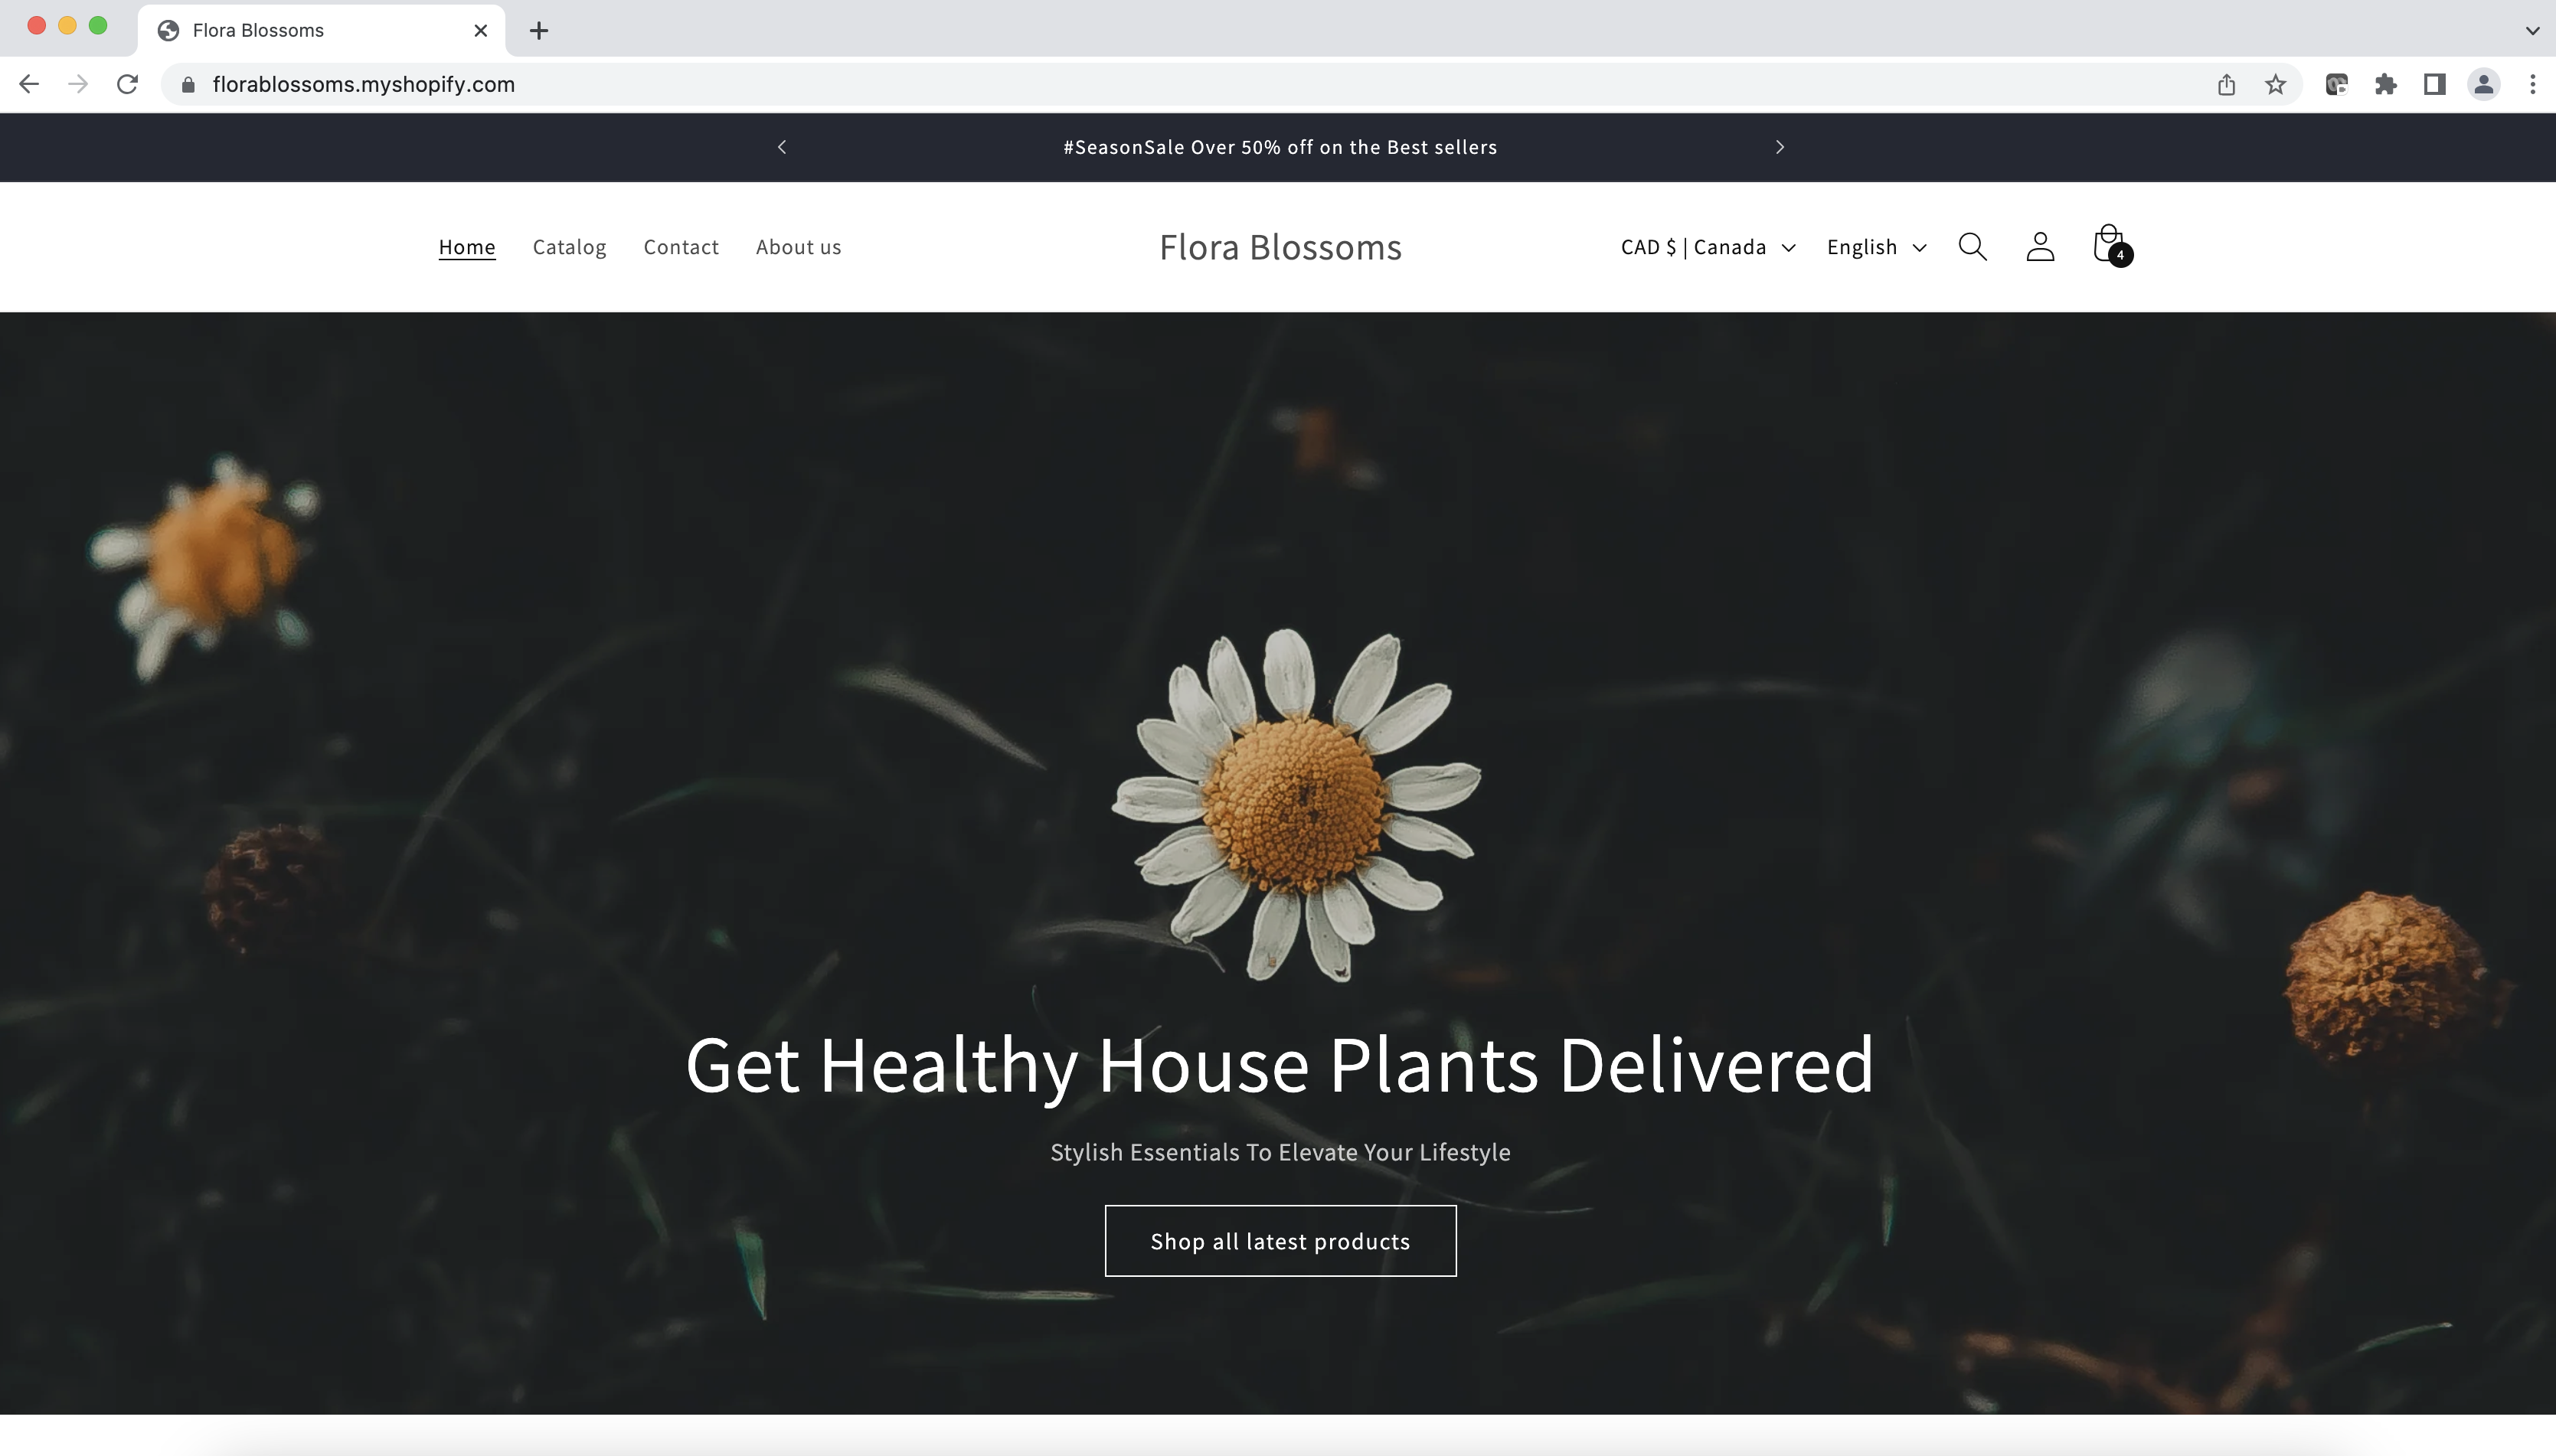 Flora Blossoms
florablossoms.myshopify.com
#SeasonSale Over 50% off on the Best sellers
Home Catalog Contact About us
Flora Blossoms
CAD $ | Canada English
4
Get Healthy House Plants Delivered
Stylish Essentials To Elevate Your Lifestyle
Shop all latest products